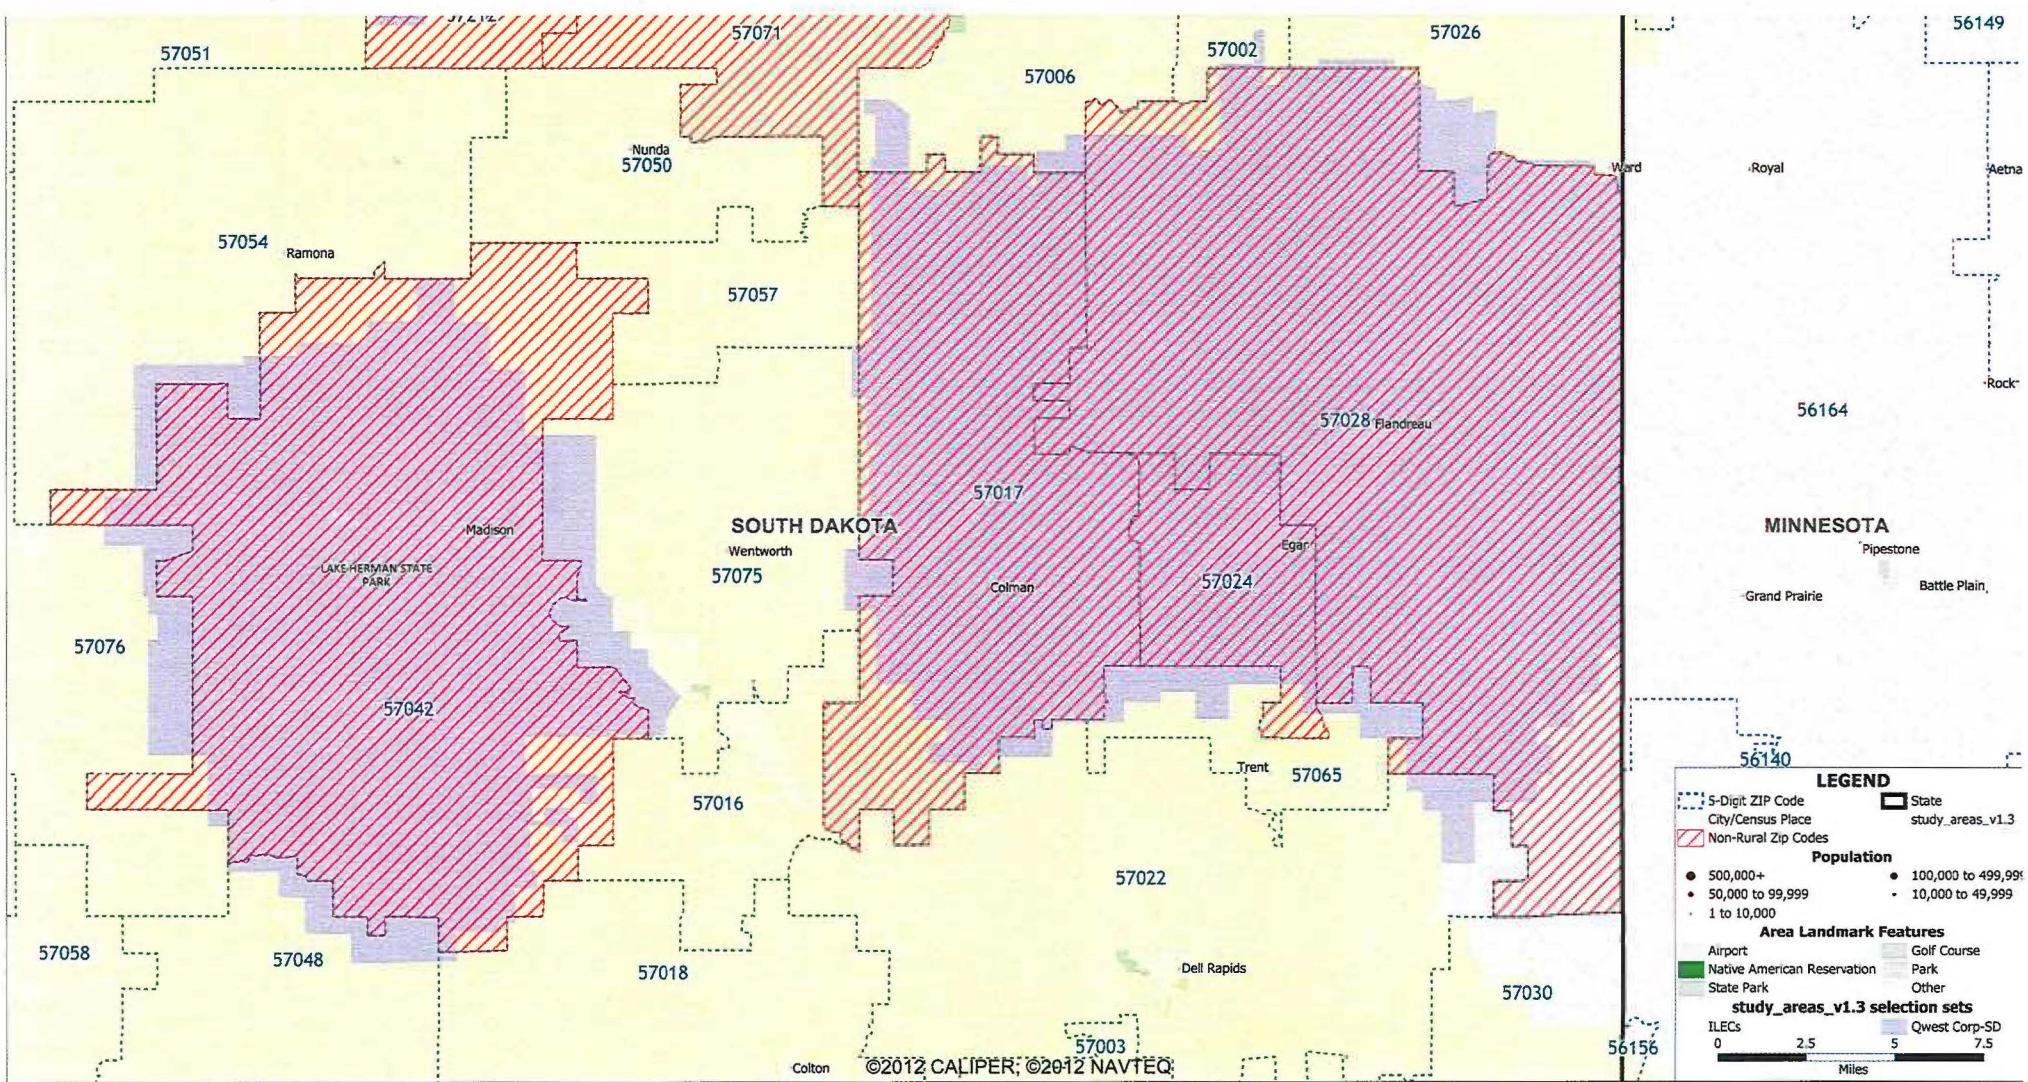 57212
57071
57051
57002
57026
56149
57006
Nunda
57050
Ward
Royal
Aetna
57054
Ramona
57057
56164
Rock
57028 Flandreau
57017
Madison
SOUTH DAKOTA
Wentworth
57075
MINNESOTA
Pipestone
Egan
LAKE HERMAN STATE
PARK
57024
Colman
Battle Plain
Grand Prairie
57076
57042
56140
Trent
57065
57016
57022
57058
57048
57018
Dell Rapids
57030
57003
56156
Colton
©2012 CALIPER; ©2012 NAVTEQ
LEGEND
5-Digit ZIP Code
State
City/Census Place
study_areas_v1.3
Non-Rural Zip Codes
Population
500,000+
100,000 to 499,999
50,000 to 99,999
10,000 to 49,999
1 to 10,000
Area Landmark Features
Airport
Golf Course
Native American Reservation
Park
State Park
Other
study_areas_v1.3 selection sets
ILECs
Qwest Corp-SD
0 2.5 5 7.5
Miles